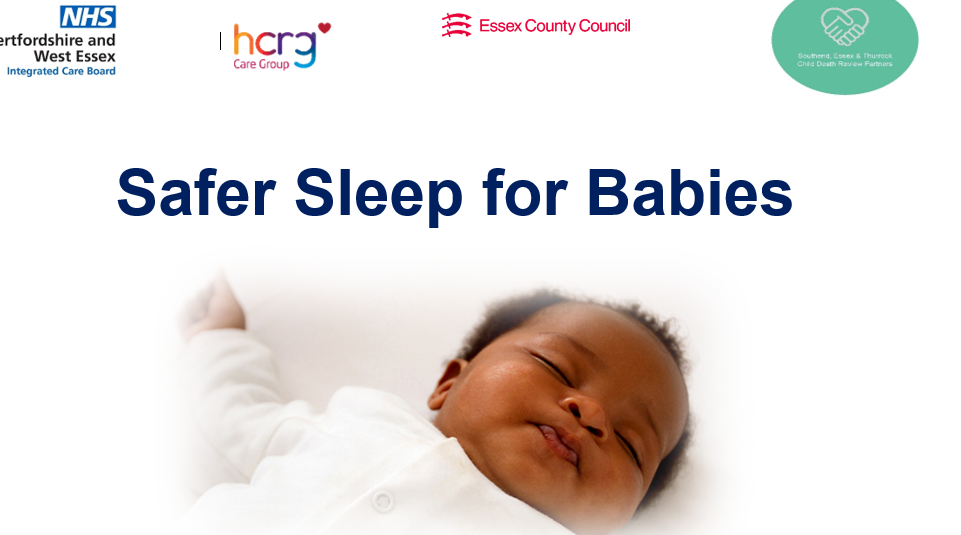 NHS
ertfordshire and
West Essex
Integrated Care Board
hcrg
Care Group
Essex County Council
Southend, Essex & Thurrock
Child Death Review Partners
Safer Sleep for Babies